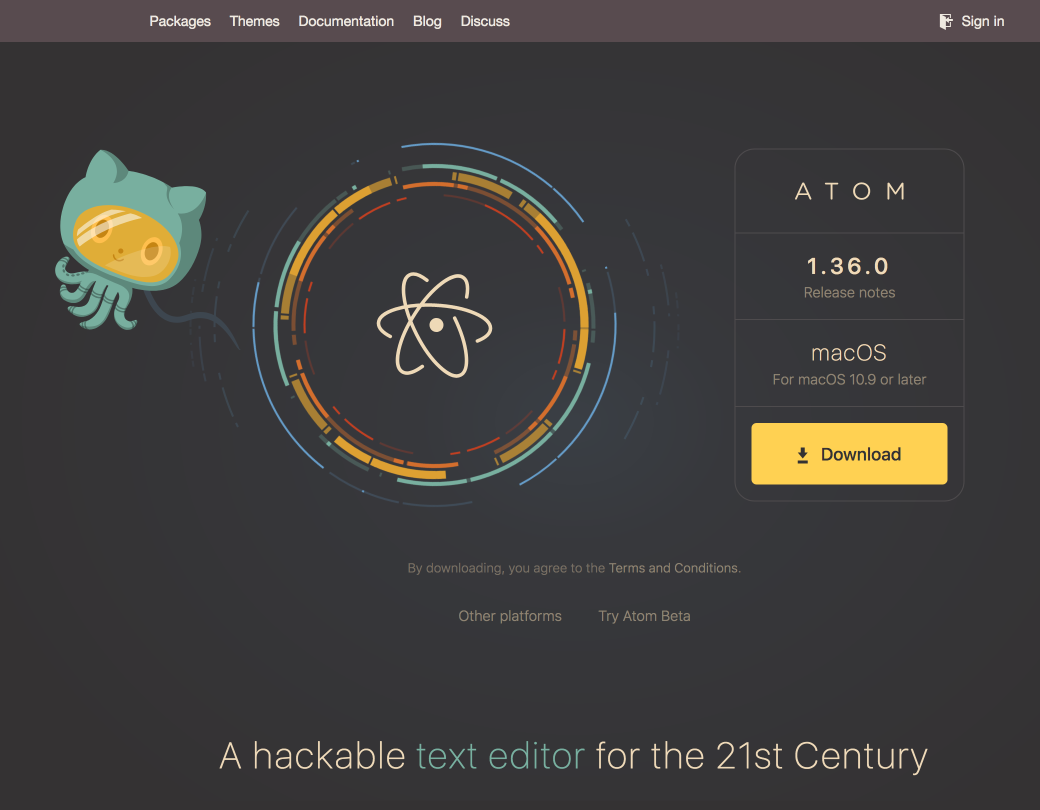 Packages Themes Documentation Blog Discuss Sign in
ATOM
1.36.0
Release notes
macOS
For macOS 10.9 or later
Download
By downloading, you agree to the Terms and Conditions.
Other platforms Try Atom Beta
A hackable text editor for the 21st Century